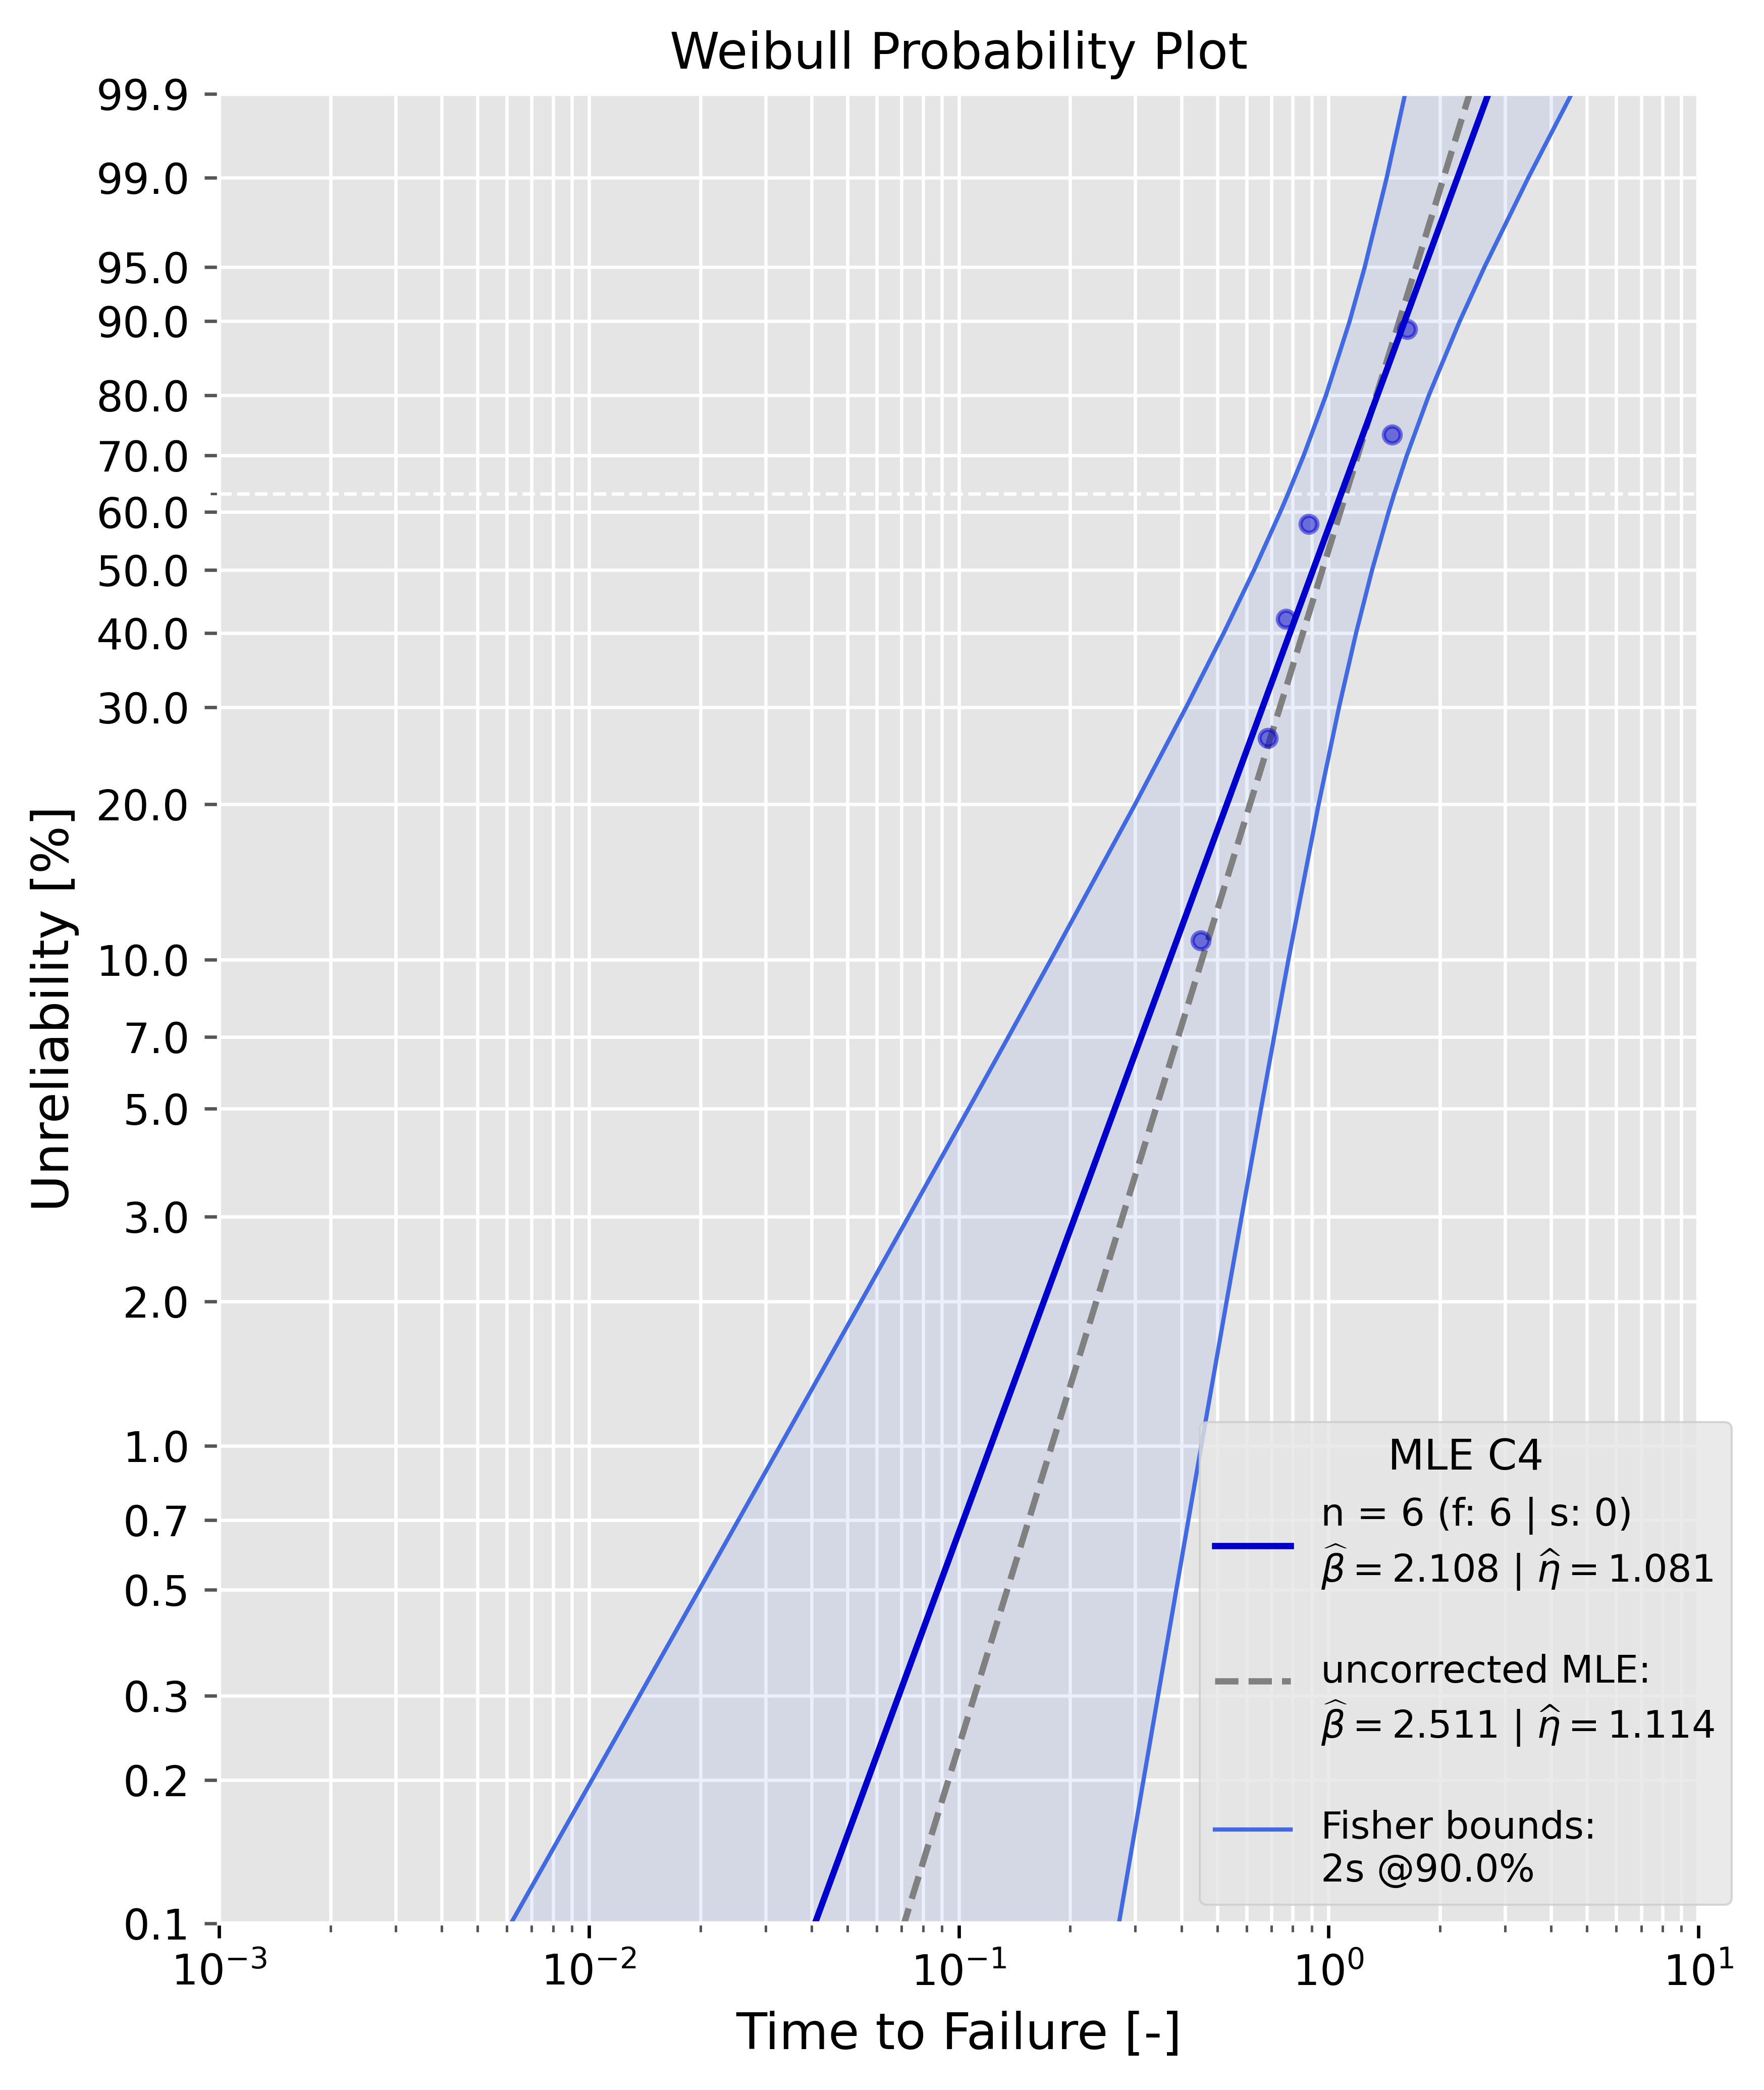 Weibull Probability Plot
99.9
99.0
95.0
90.0
80.0
70.0
60.0
50.0
40.0
30.0
20.0
10.0
7.0
5.0
3.0
2.0
1.0
0.7
0.5
0.3
0.2
0.1
Unreliability [%]
MLE C4
n = 6 (f: 6 | s: 0)
β̂ = 2.108 | η̂ = 1.081
uncorrected MLE:
β̂ = 2.511 | η̂ = 1.114
Fisher bounds:
2s @90.0%
10⁻³ 10⁻² 10⁻¹ 10⁰ 10¹
Time to Failure [-]